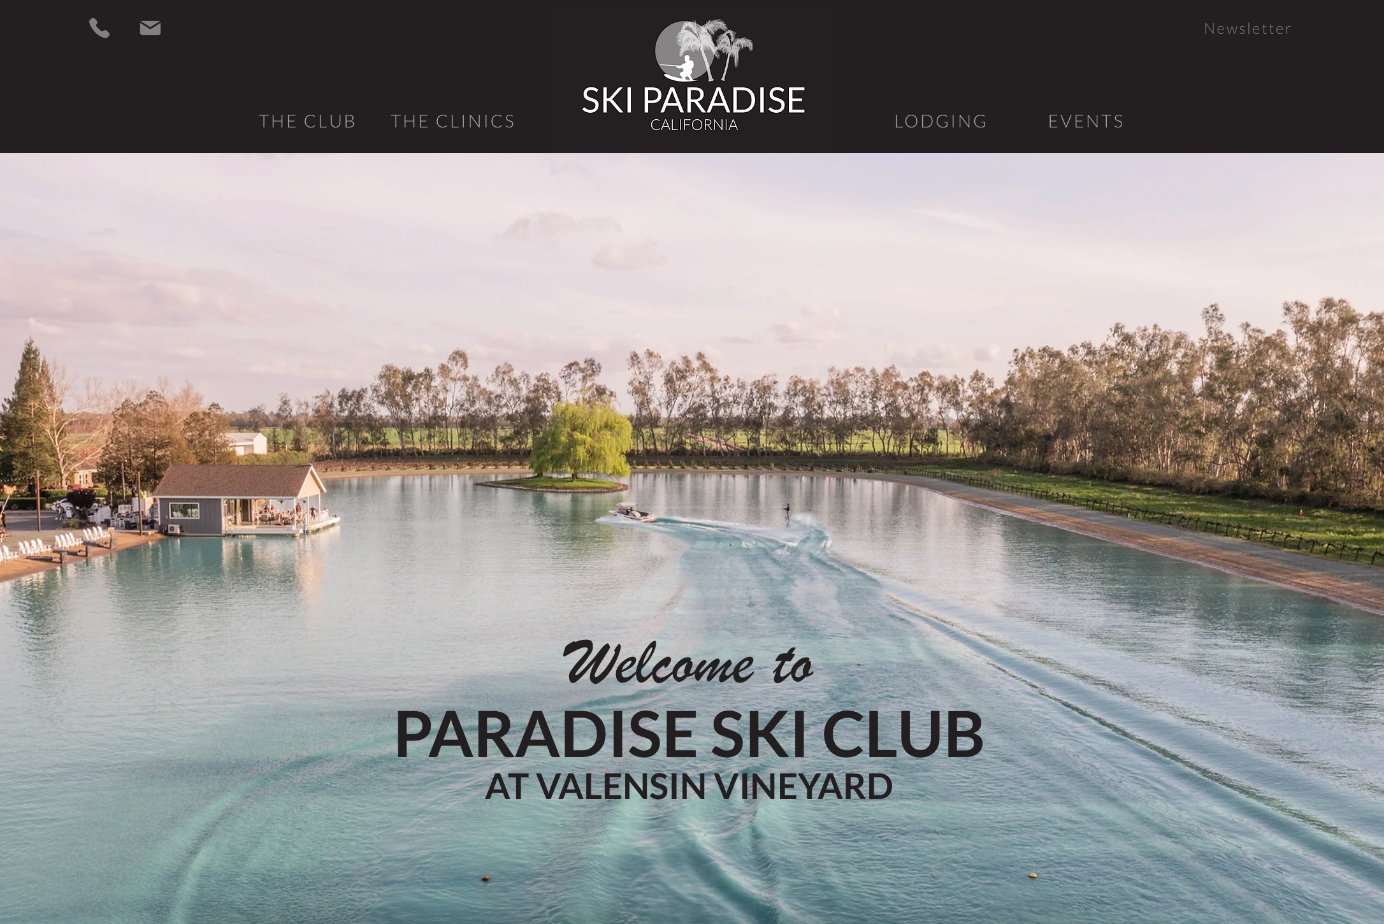 Newsletter
SKI PARADISE
CALIFORNIA
THE CLUB
THE CLINICS
LODGING
EVENTS
Welcome to
PARADISE SKI CLUB
AT VALENSIN VINEYARD